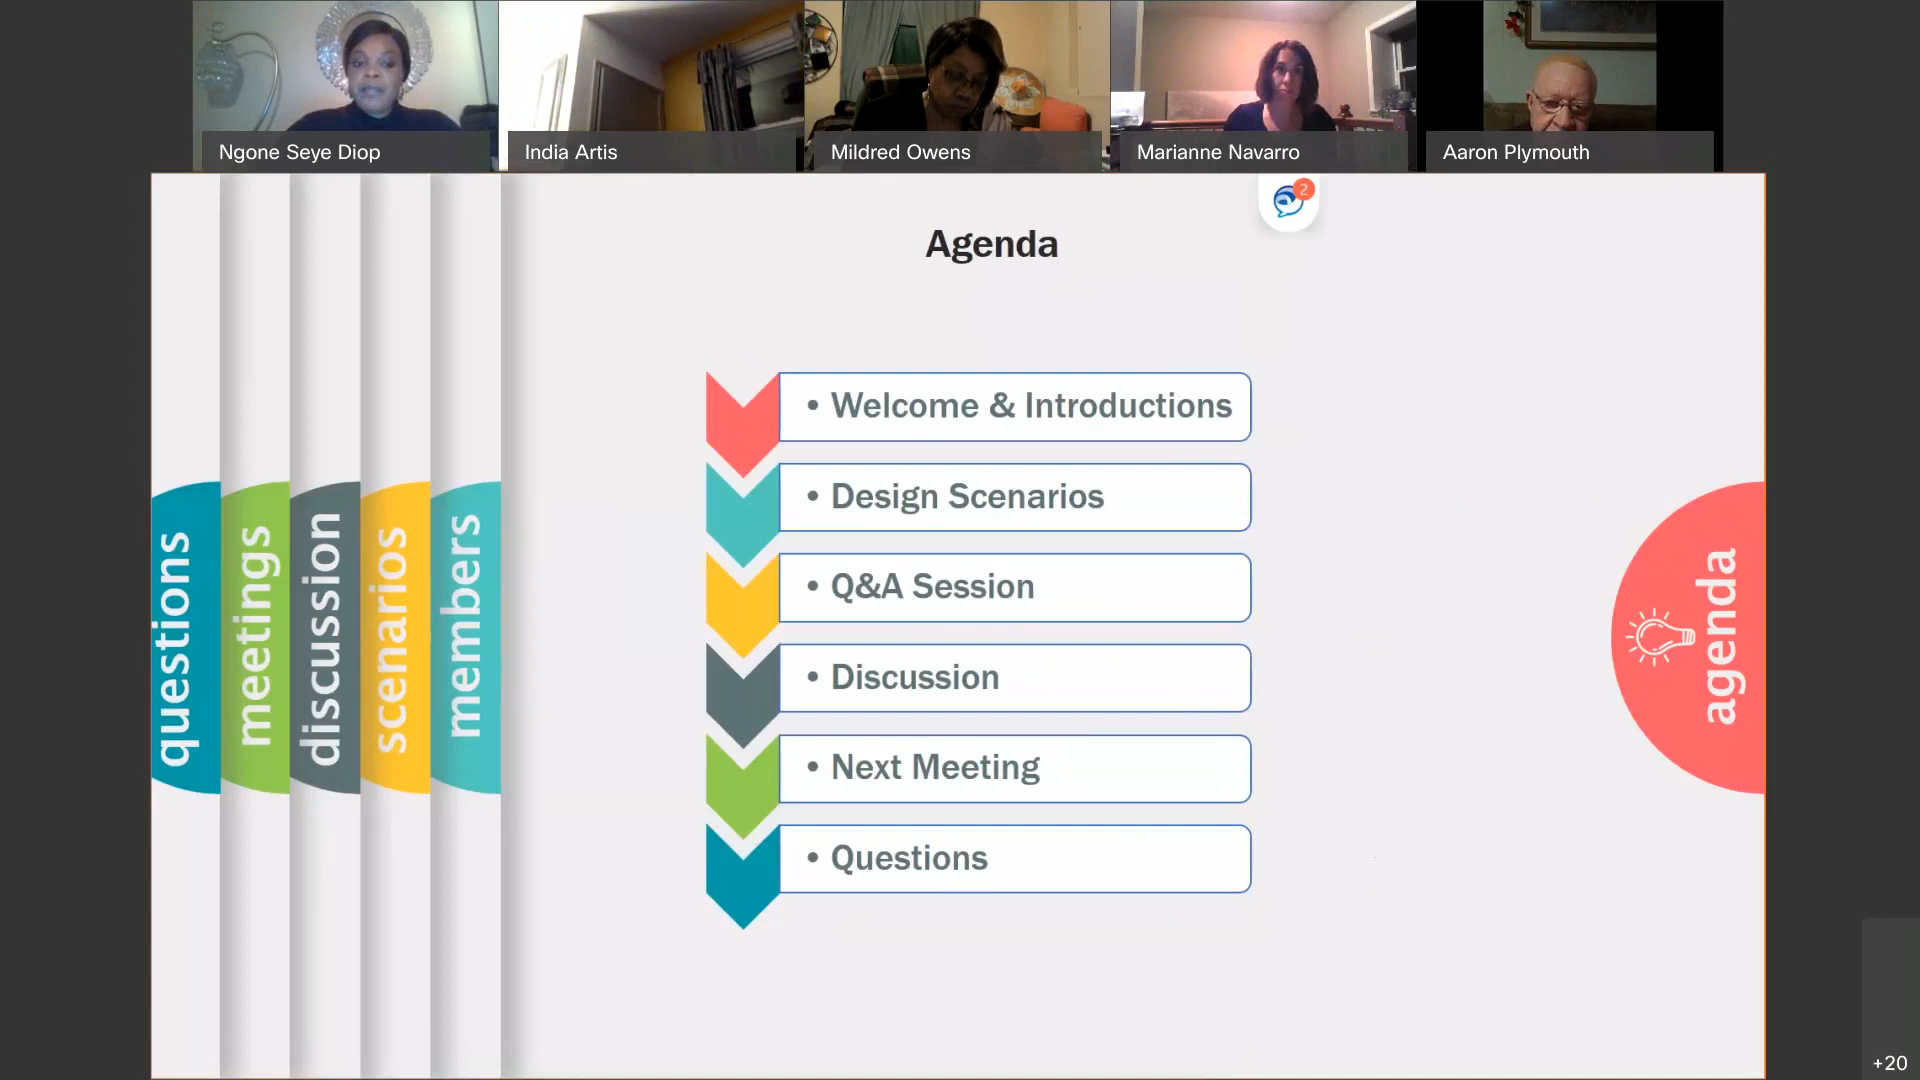 Ngone Seye Diop
India Artis
Mildred Owens
Marianne Navarro
Aaron Plymouth
2
Agenda
• Welcome & Introductions
• Design Scenarios
• Q&A Session
• Discussion
• Next Meeting
• Questions
questions
meetings
discussion
scenarios
members
agenda
+20